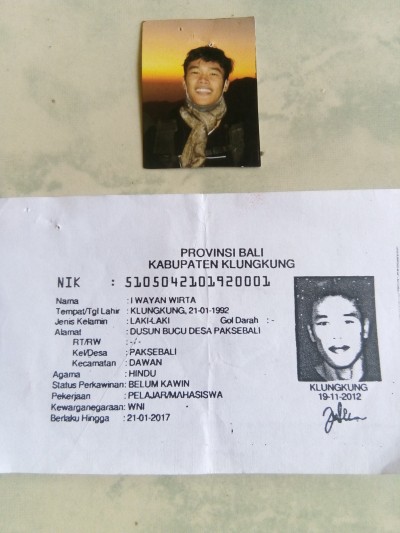 PROVINSI BALI
KABUPATEN KLUNGKUNG
NIK : 5105042101920001
Nama : I WAYAN WIRTA
Tempat/Tgl Lahir : KLUNGKUNG, 21-01-1992
Jenis Kelamin : LAKI-LAKI Gol Darah : -
Alamat : DUSUN BUCU DESA PAKSEBALI
RT/RW : -/-
Kel/Desa : PAKSEBALI
Kecamatan : DAWAN
Agama : HINDU
Status Perkawinan: BELUM KAWIN
Pekerjaan : PELAJAR/MAHASISWA
Kewarganegaraan: WNI
Berlaku Hingga : 21-01-2017
KLUNGKUNG
19-11-2012